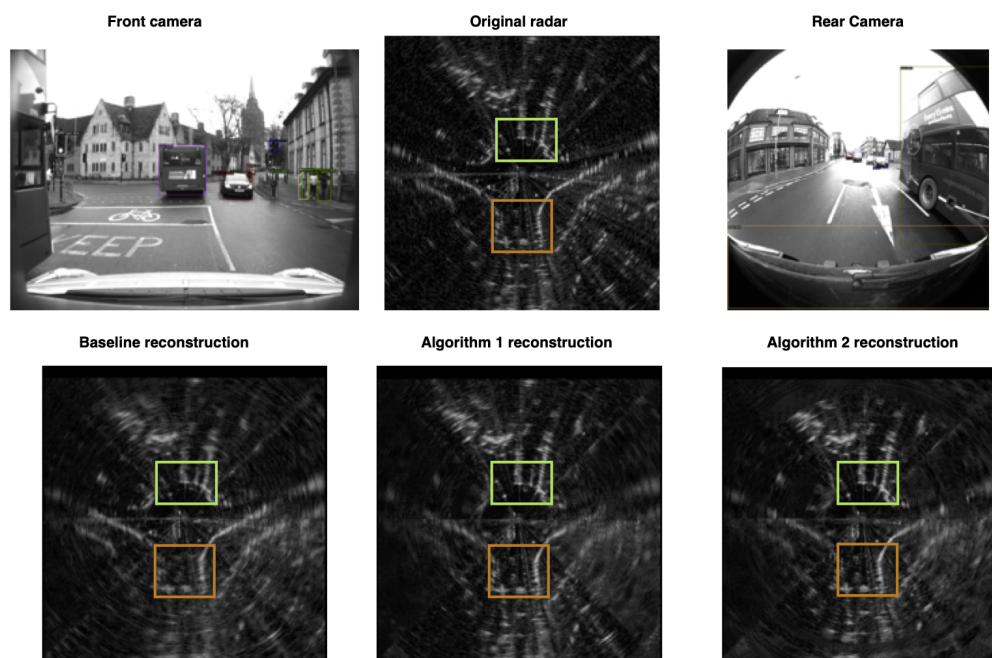 Front camera
Original radar
Rear Camera
KEEP
Baseline reconstruction
Algorithm 1 reconstruction
Algorithm 2 reconstruction